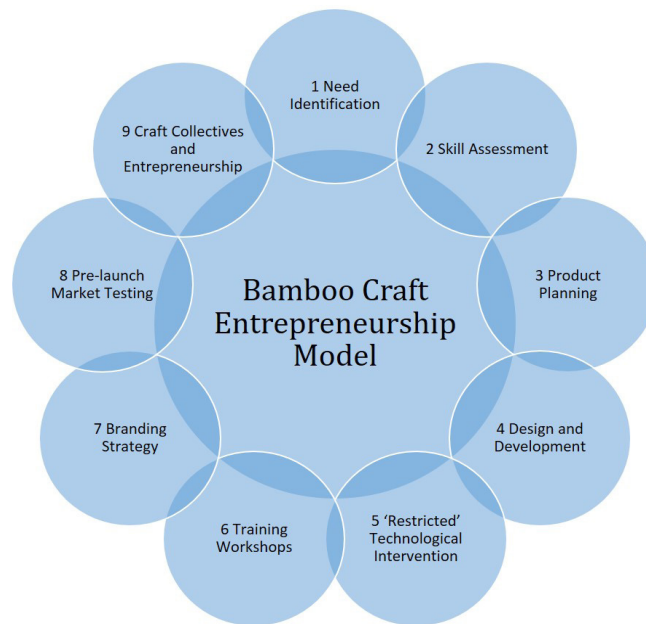 1 Need
Identification
2 Skill Assessment
3 Product
Planning
4 Design and
Development
5 ‘Restricted’
Technological
Intervention
6 Training
Workshops
7 Branding
Strategy
8 Pre-launch
Market Testing
9 Craft Collectives
and
Entrepreneurship
Bamboo Craft
Entrepreneurship
Model